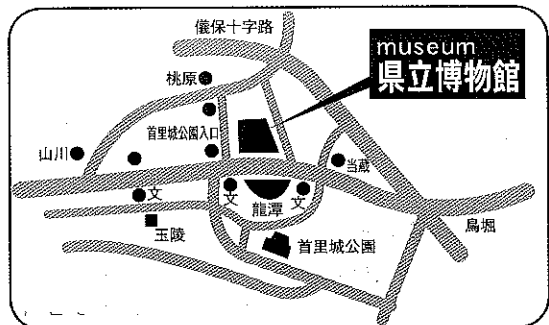 儀保十字路
museum
県立博物館
桃原
首里城公園入口
山川
当蔵
文
文
文
龍潭
玉陵
鳥堀
首里城公園